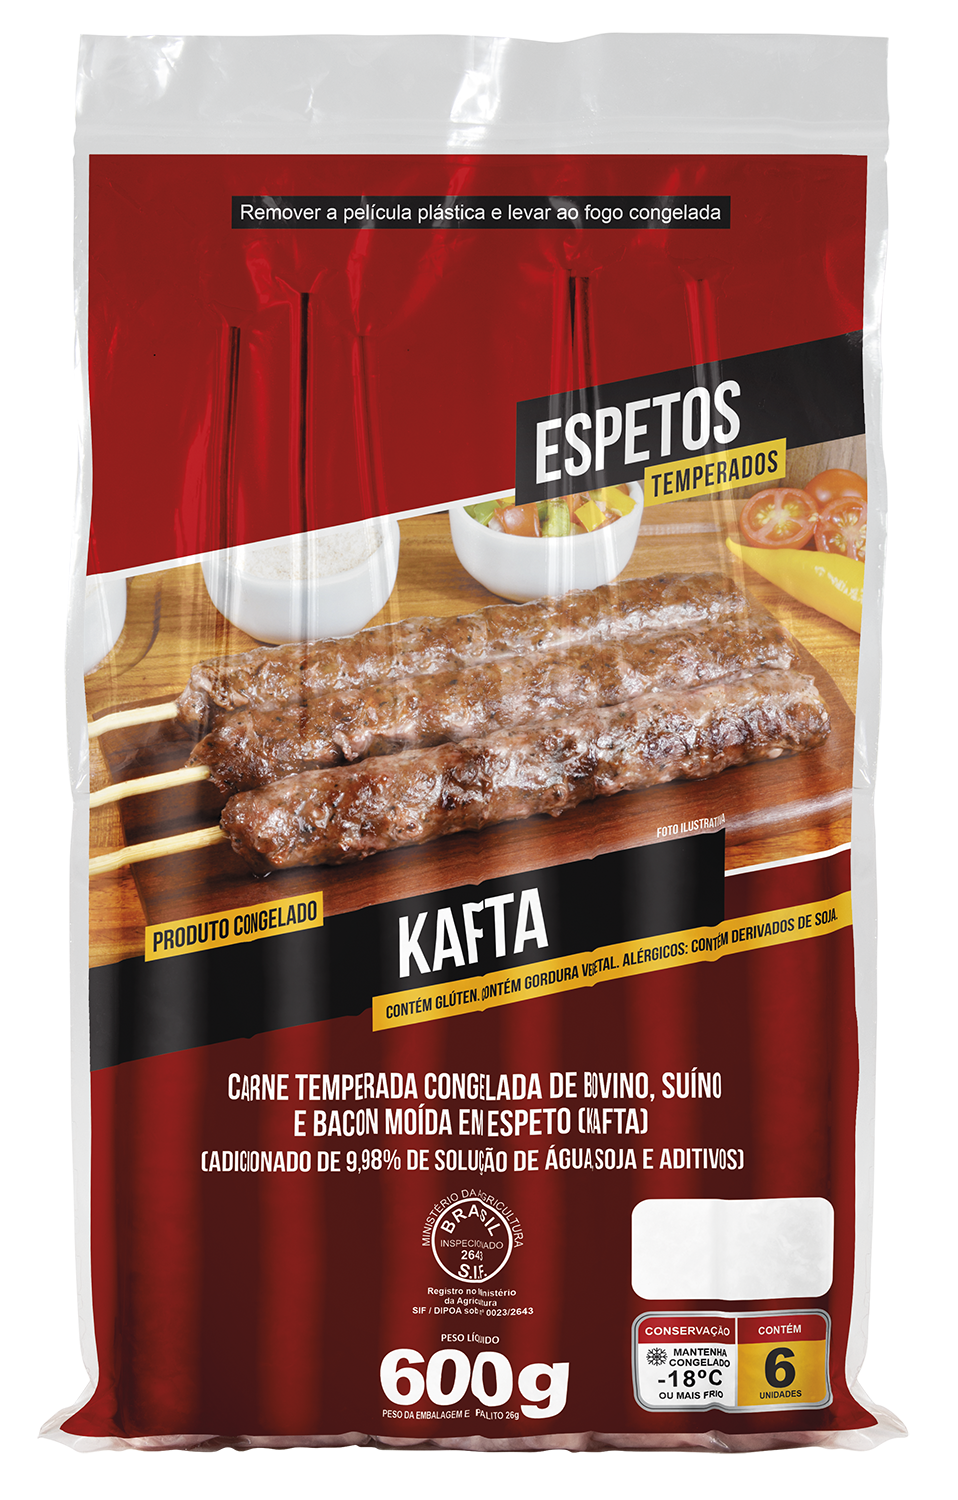 Remover a película plástica e levar ao fogo congelada
ESPETOS
TEMPERADOS
FOTO ILUSTRATIVA
PRODUTO CONGELADO
KAFTA
CONTÉM GLÚTEN. CONTÉM GORDURA VEGETAL. ALÉRGICOS: CONTÉM DERIVADOS DE SOJA.
CARNE TEMPERADA CONGELADA DE BOVINO, SUÍNO
E BACON MOÍDA EM ESPETO (KAFTA)
(ADICIONADO DE 9,98% DE SOLUÇÃO DE ÁGUA, SOJA E ADITIVOS)
MINISTÉRIO DA AGRICULTURA
BRASIL
INSPECIONADO
2643
S.I.F.
Registro no Ministério
da Agricultura
SIF / DIPOA sob nº 0023/2643
PESO LÍQUIDO
600g
PESO DA EMBALAGEM E PALITO 26g
CONSERVAÇÃO
MANTENHA
CONGELADO
-18ºC
OU MAIS FRIO
CONTÉM
6
UNIDADES